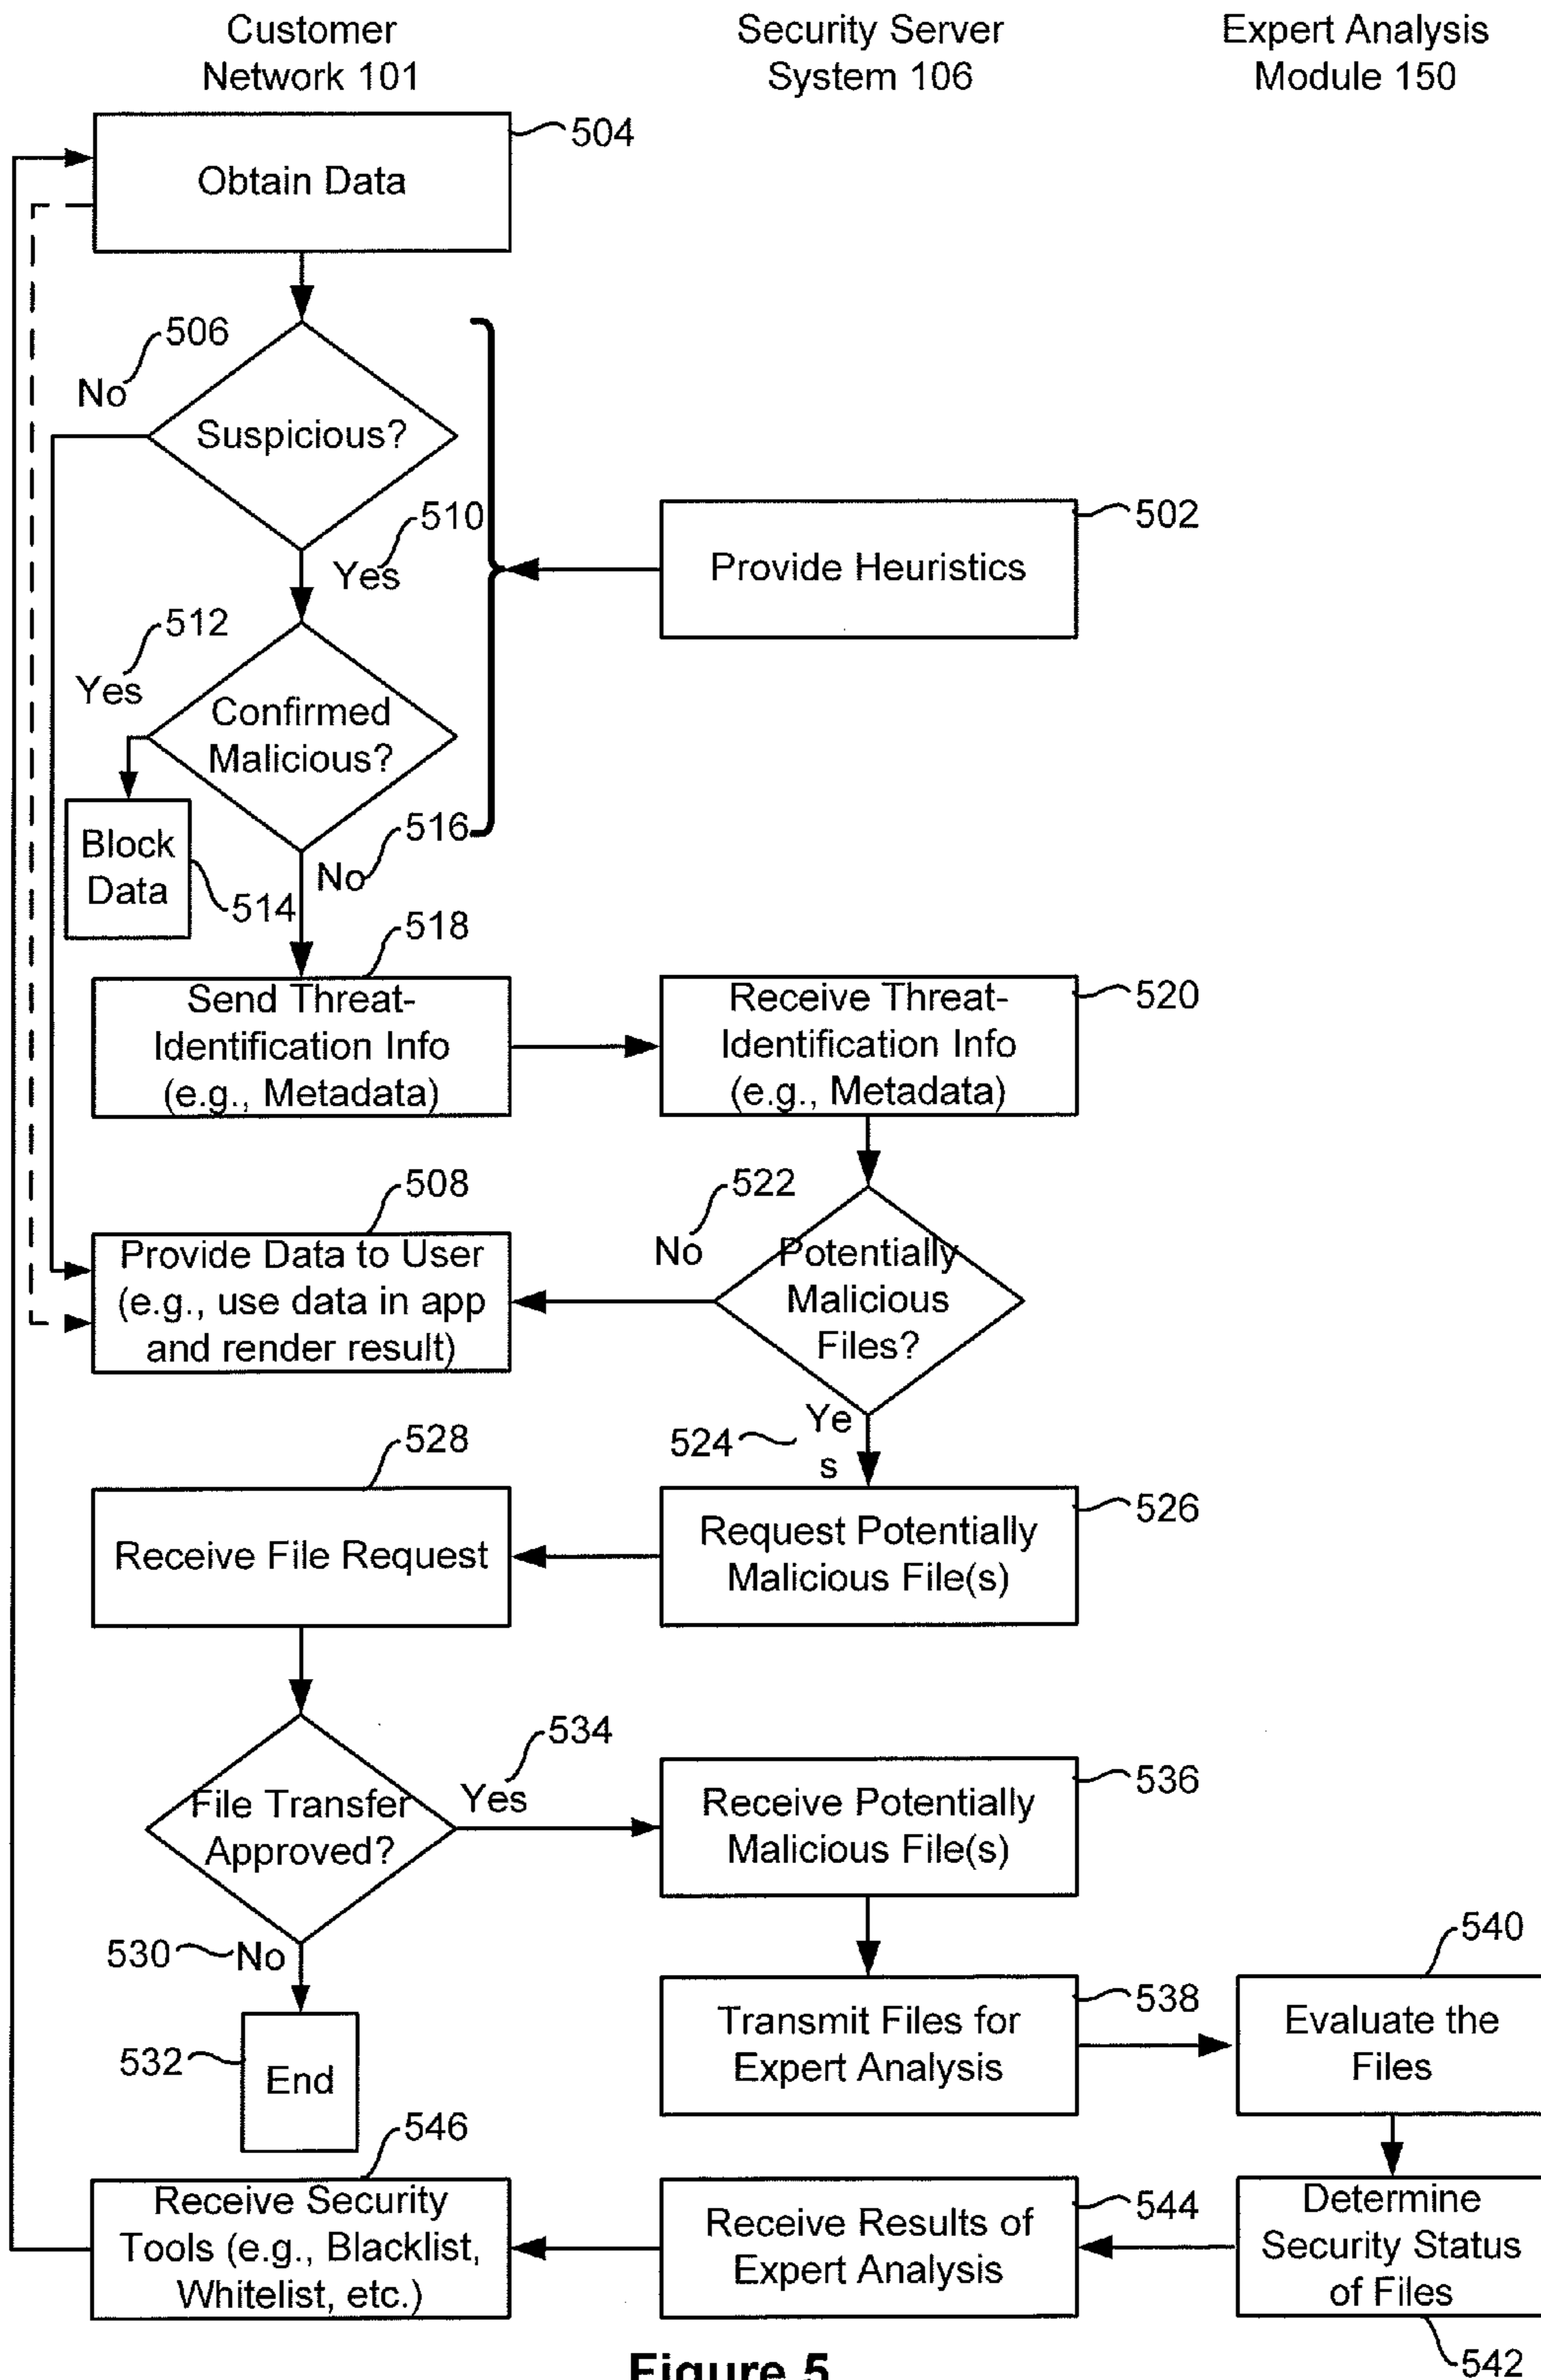 Customer
Network 101
Security Server
System 106
Expert Analysis
Module 150
504
Obtain Data
506
No
Suspicious?
510
Yes
502
Provide Heuristics
512
Yes
Confirmed
Malicious?
Block
Data
514
516
No
518
Send Threat-
Identification Info
(e.g., Metadata)
Receive Threat-
Identification Info
(e.g., Metadata)
520
508
Provide Data to User
(e.g., use data in app
and render result)
522
No
Potentially
Malicious
Files?
524
Ye
s
528
Receive File Request
Request Potentially
Malicious File(s)
526
File Transfer
Approved?
534
Yes
Receive Potentially
Malicious File(s)
536
530
No
532
End
Transmit Files for
Expert Analysis
538
540
Evaluate the
Files
546
Receive Security
Tools (e.g., Blacklist,
Whitelist, etc.)
Receive Results of
Expert Analysis
544
Determine
Security Status
of Files
542
Figure 5